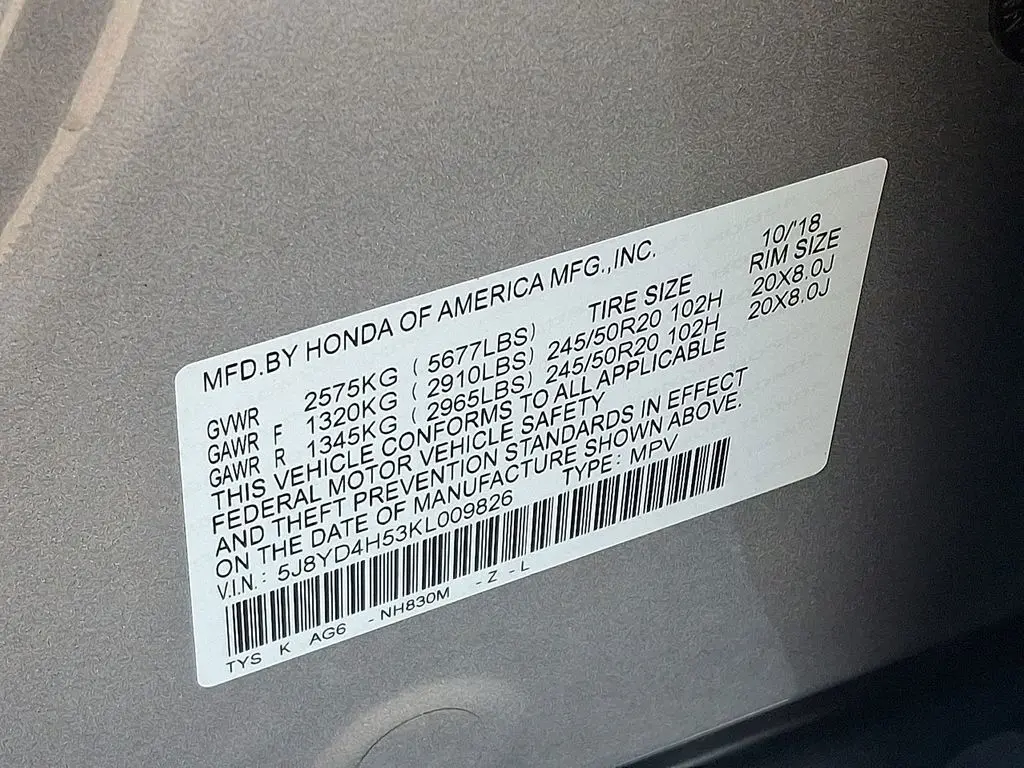 MFD.BY HONDA OF AMERICA MFG.,INC. 10/'18
TIRE SIZE RIM SIZE
GVWR 2575KG ( 5677LBS)
GAWR F 1320KG ( 2910LBS) 245/50R20 102H 20X8.0J
GAWR R 1345KG ( 2965LBS) 245/50R20 102H 20X8.0J
THIS VEHICLE CONFORMS TO ALL APPLICABLE
FEDERAL MOTOR VEHICLE SAFETY
AND THEFT PREVENTION STANDARDS IN EFFECT
ON THE DATE OF MANUFACTURE SHOWN ABOVE.
V.I.N.: 5J8YD4H53KL009826 TYPE: MPV
TYS K AG6 -NH830M -Z-L